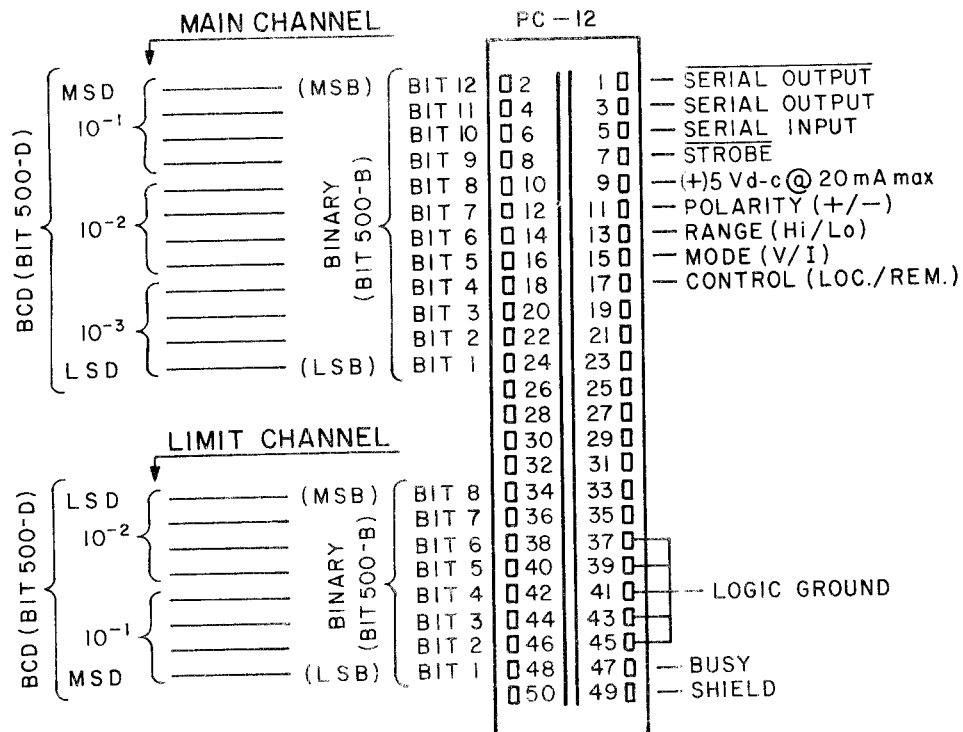 MAIN CHANNEL PC-12
MSD (MSB) BIT 12 2 1 SERIAL OUTPUT
BIT 11 4 3 SERIAL OUTPUT
10-1 BIT 10 6 5 SERIAL INPUT
BIT 9 8 7 STROBE
BIT 8 10 9 (+)5 Vd-c@ 20mA max
BIT 7 12 11 POLARITY (+/-)
10-2 BIT 6 14 13 RANGE (Hi/Lo)
BIT 5 16 15 MODE (V/I)
BIT 4 18 17 CONTROL (LOC./REM.)
BIT 3 20 19
10-3 BIT 2 22 21
LSD (LSB) BIT 1 24 23
BCD (BIT 500-D)
BINARY
(BIT 500-B)
26 25
28 27
LIMIT CHANNEL 30 29
32 31
LSD (MSB) BIT 8 34 33
BIT 7 36 35
10-2 BIT 6 38 37
BIT 5 40 39
BIT 4 42 41 LOGIC GROUND
BIT 3 44 43
10-1 BIT 2 46 45
MSD (LSB) BIT 1 48 47 BUSY
50 49 SHIELD
BCD (BIT 500-D)
BINARY
(BIT 500-B)